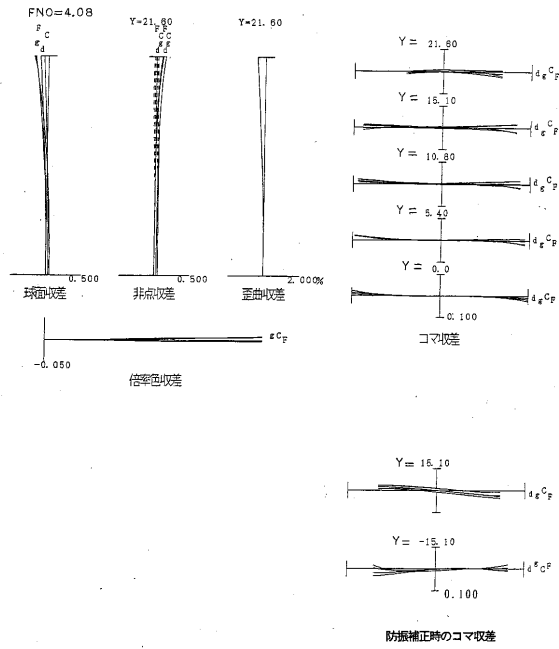 FNO=4.08
F
C
g
d
Y=21.60
F F
C C
g g
d d
Y=21.60
0.500
球面収差
0.500
非点収差
2.000%
歪曲収差
Y= 21.60
d g C F
Y= 15.10
d g C F
Y= 10.80
d g C F
Y= 5.40
d g C F
Y= 0.0
d g C F
0.100
コマ収差
g C F
-0.050
倍率色収差
Y= 15.10
d g C F
Y= -15.10
d g C F
0.100
防振補正時のコマ収差